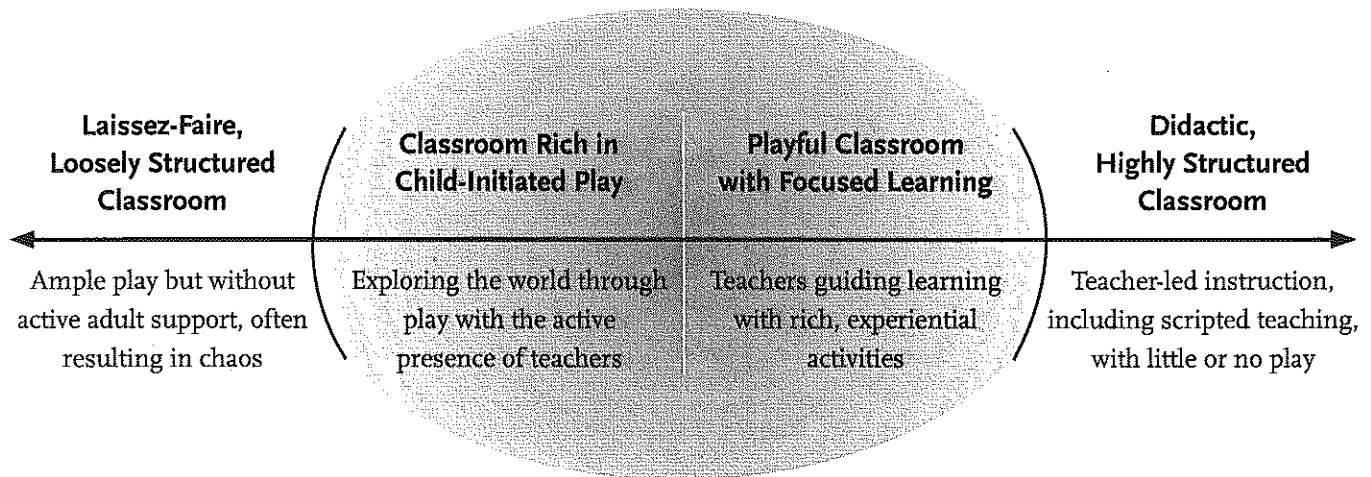 Laissez-Faire,
Loosely Structured
Classroom
Ample play but without
active adult support, often
resulting in chaos
Classroom Rich in
Child-Initiated Play
Exploring the world through
play with the active
presence of teachers
Playful Classroom
with Focused Learning
Teachers guiding learning
with rich, experiential
activities
Didactic,
Highly Structured
Classroom
Teacher-led instruction,
including scripted teaching,
with little or no play